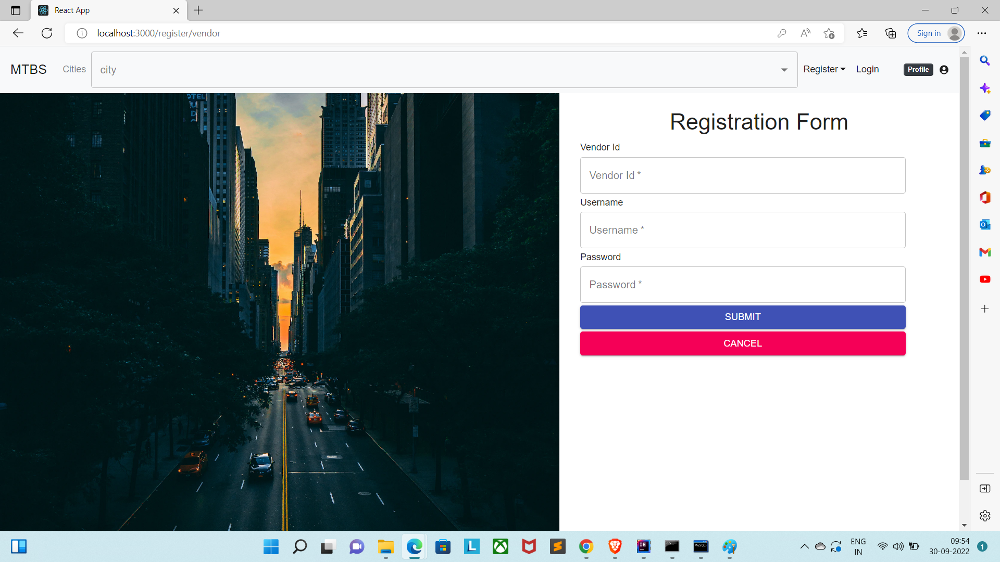 React App
localhost:3000/register/vendor
Sign in
MTBS
Cities
city
Register
Login
Profile
OTEL
U
D
Registration Form
Vendor Id
Vendor Id *
Username
Username *
Password
Password *
SUBMIT
CANCEL
ENG
IN
09:54
30-09-2022
1